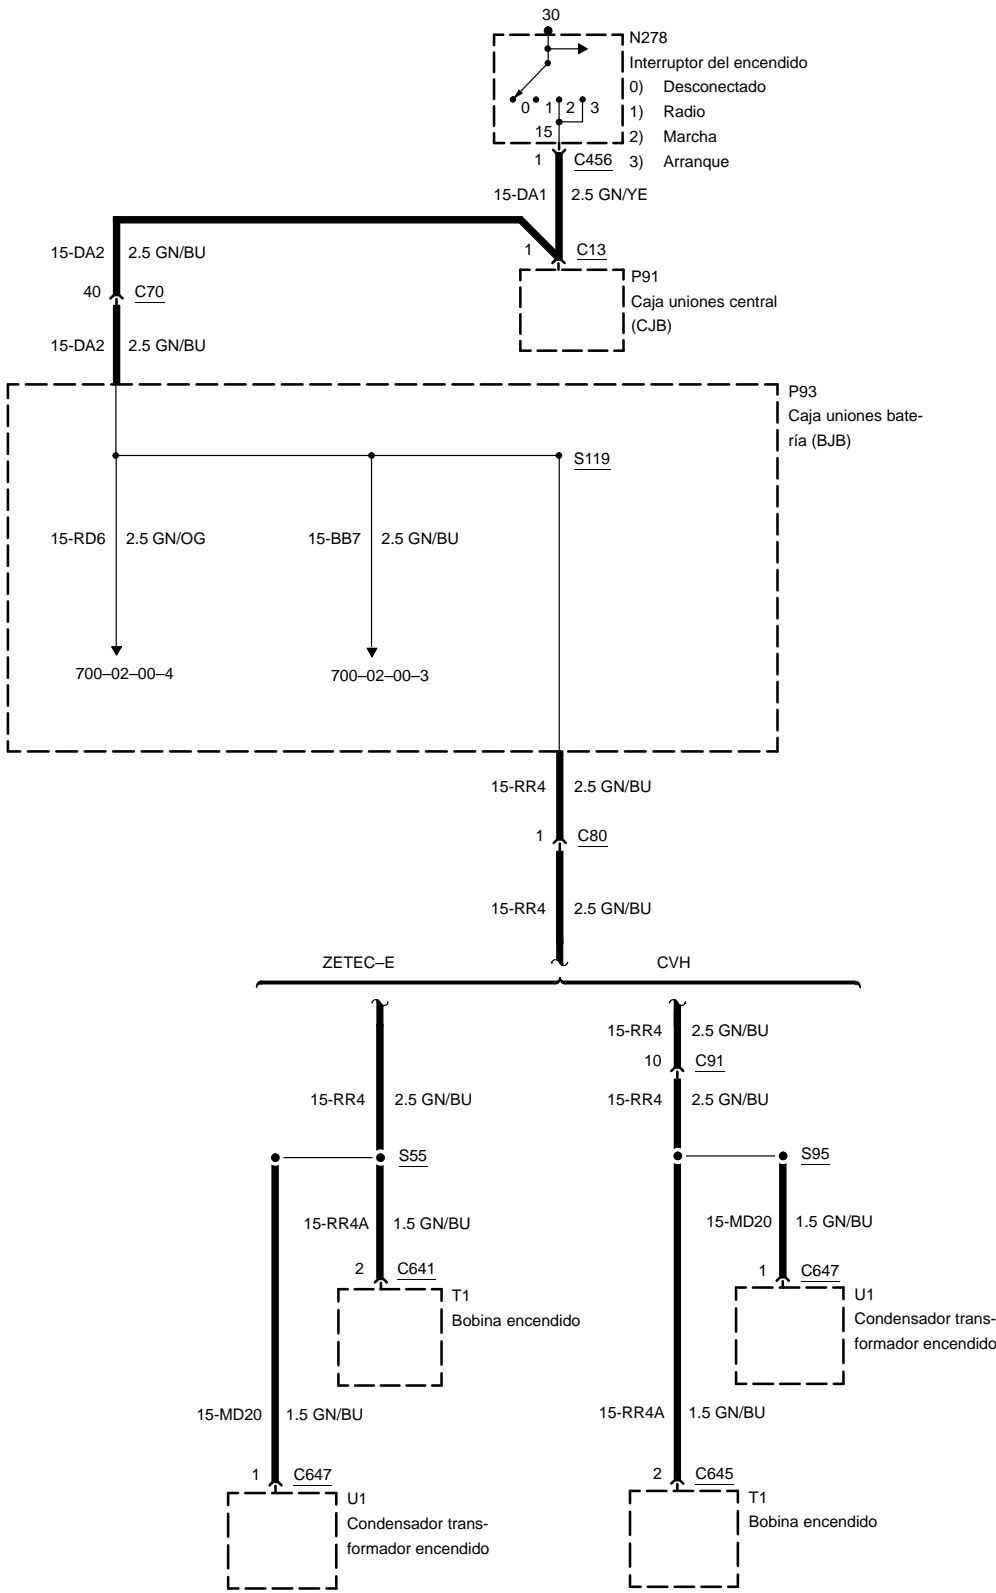 30
N278
Interruptor del encendido
0) Desconectado
1) Radio
2) Marcha
3) Arranque
0 1 2 3
15
1 C456
15-DA1 2.5 GN/YE
1 C13
P91
Caja uniones central
(CJB)
15-DA2 2.5 GN/BU
40 C70
15-DA2 2.5 GN/BU
P93
Caja uniones bate-
ría (BJB)
S119
15-RD6 2.5 GN/OG
15-BB7 2.5 GN/BU
700–02–00–4
700–02–00–3
15-RR4 2.5 GN/BU
1 C80
15-RR4 2.5 GN/BU
ZETEC–E
CVH
15-RR4 2.5 GN/BU
10 C91
15-RR4 2.5 GN/BU
15-RR4 2.5 GN/BU
S55
S95
15-RR4A 1.5 GN/BU
15-MD20 1.5 GN/BU
2 C641
T1
Bobina encendido
1 C647
U1
Condensador trans-
formador encendido
15-MD20 1.5 GN/BU
15-RR4A 1.5 GN/BU
1 C647
U1
Condensador trans-
formador encendido
2 C645
T1
Bobina encendido